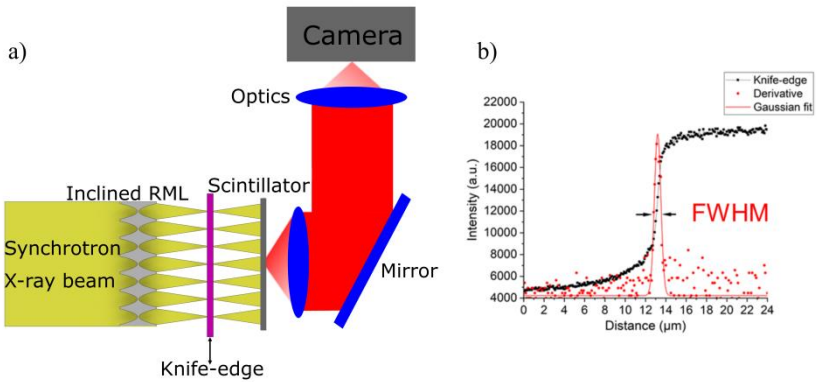 a)
Camera
Optics
Inclined RML
Scintillator
Synchrotron
X-ray beam
Mirror
Knife-edge
b)
Knife-edge
Derivative
Gaussian fit
22000
20000
18000
16000
14000
12000
10000
8000
6000
4000
Intensity (a.u.)
FWHM
0 2 4 6 8 10 12 14 16 18 20 22 24
Distance (μm)